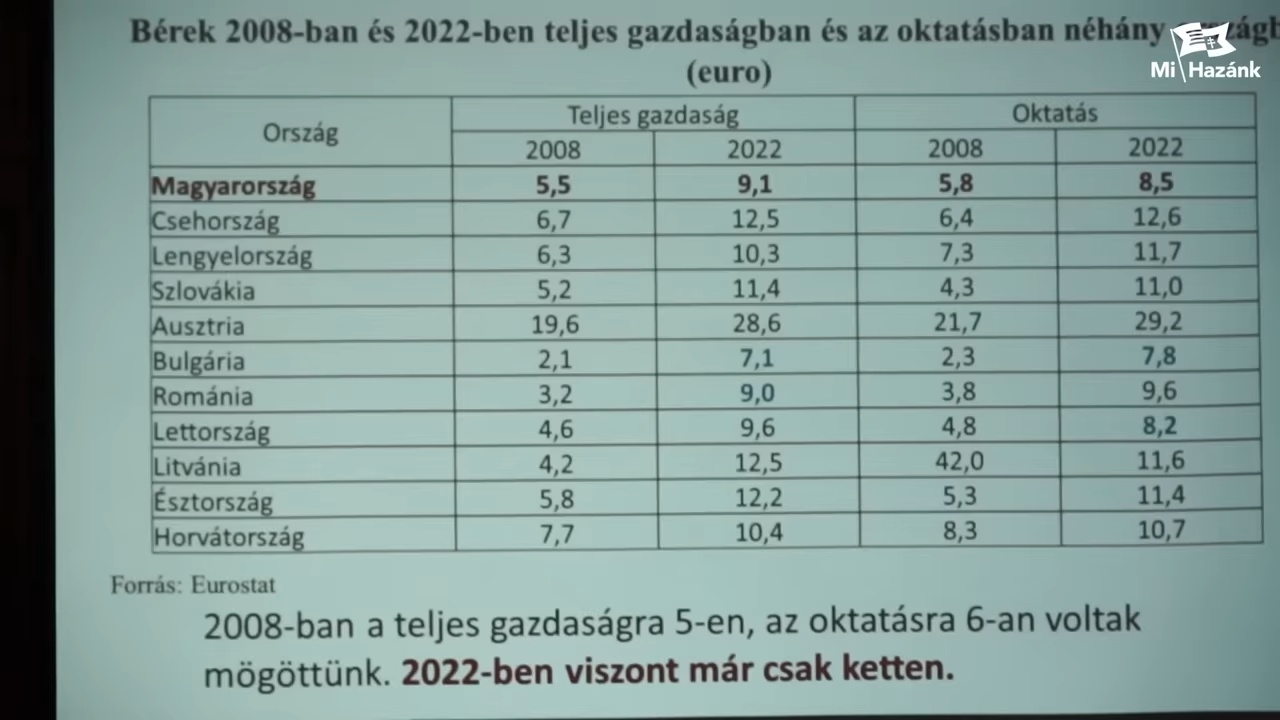 Bérek 2008-ban és 2022-ben teljes gazdaságban és az oktatásban néhány
(euro)
Mi Hazánk
Ország Teljes gazdaság Oktatás
2008 2022 2008 2022
Magyarország 5,5 9,1 5,8 8,5
Csehország 6,7 12,5 6,4 12,6
Lengyelország 6,3 10,3 7,3 11,7
Szlovákia 5,2 11,4 4,3 11,0
Ausztria 19,6 28,6 21,7 29,2
Bulgária 2,1 7,1 2,3 7,8
Románia 3,2 9,0 3,8 9,6
Lettország 4,6 9,6 4,8 8,2
Litvánia 4,2 12,5 42,0 11,6
Észtország 5,8 12,2 5,3 11,4
Horvátország 7,7 10,4 8,3 10,7
Forrás: Eurostat
2008-ban a teljes gazdaságra 5-en, az oktatásra 6-an voltak
mögöttünk. 2022-ben viszont már csak ketten.